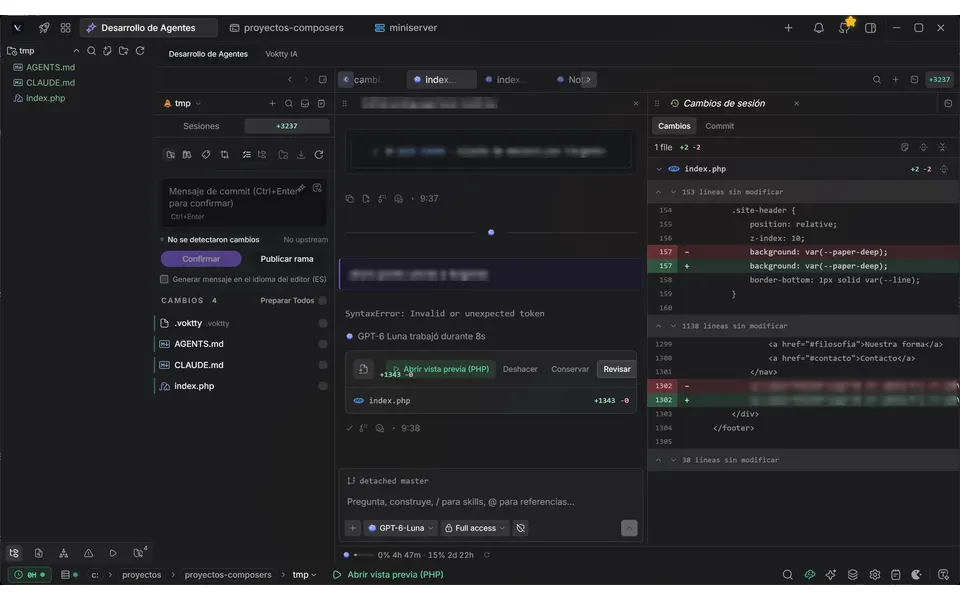 Desarrollo de Agentes
proyectos-composers
miniserver
tmp
AGENTS.md
CLAUDE.md
index.php
Desarrollo de Agentes
Voktty IA
tmp
Sesiones
+3237
Mensaje de commit (Ctrl+Enter
para confirmar)
Ctrl+Enter
No se detectaron cambios
No upstream
Confirmar
Publicar rama
Generar mensaje en el idioma del editor (ES)
CAMBIOS 4
Preparar Todos
.voktty voktty
AGENTS.md
CLAUDE.md
index.php
cambi..
index...
index...
Not
+3237
· 9:37
SyntaxError: Invalid or unexpected token
GPT-6 Luna trabajó durante 8s
Abrir vista previa (PHP)
+1343 -0
Deshacer
Conservar
Revisar
index.php
+1343 -0
· 9:38
detached master
Pregunta, construye, / para skills, @ para referencias...
GPT-6-Luna
Full access
0% 4h 47m · 15% 2d 22h
Cambios de sesión
Cambios
Commit
1 file +2 -2
index.php
+2 -2
153 líneas sin modificar
154 .site-header {
155 position: relative;
156 z-index: 10;
157 - background: var(--paper-deep);
157 + background: var(--paper-deep);
158 border-bottom: 1px solid var(--line);
159 }
160
1138 líneas sin modificar
1299 <a href="#filosofia">Nuestra forma</a>
1300 <a href="#contacto">Contacto</a>
1301 </nav>
1302 -
1302 +
1303 </div>
1304 </footer>
1305
38 líneas sin modificar
4
0H
c:
proyectos
proyectos-composers
tmp
Abrir vista previa (PHP)